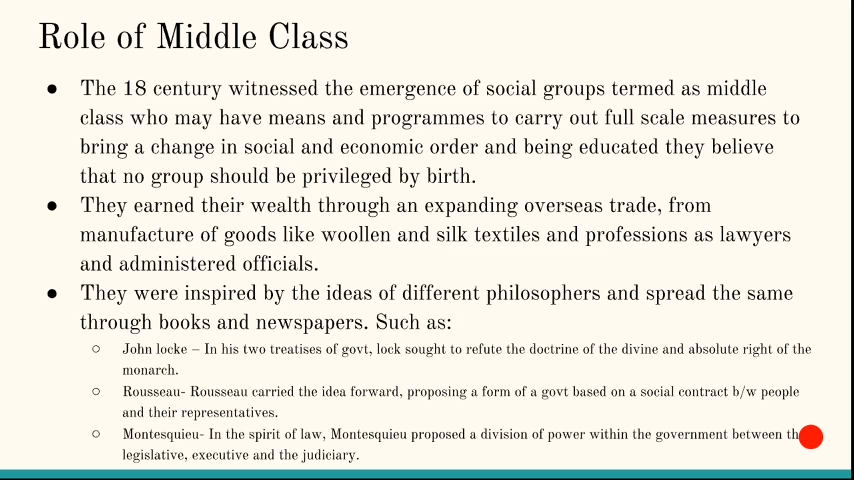 Role of Middle Class
● The 18 century witnessed the emergence of social groups termed as middle
class who may have means and programmes to carry out full scale measures to
bring a change in social and economic order and being educated they believe
that no group should be privileged by birth.
● They earned their wealth through an expanding overseas trade, from
manufacture of goods like woollen and silk textiles and professions as lawyers
and administered officials.
● They were inspired by the ideas of different philosophers and spread the same
through books and newspapers. Such as:
○ John locke – In his two treatises of govt, lock sought to refute the doctrine of the divine and absolute right of the
monarch.
○ Rousseau- Rousseau carried the idea forward, proposing a form of a govt based on a social contract b/w people
and their representatives.
○ Montesquieu- In the spirit of law, Montesquieu proposed a division of power within the government between
legislative, executive and the judiciary.